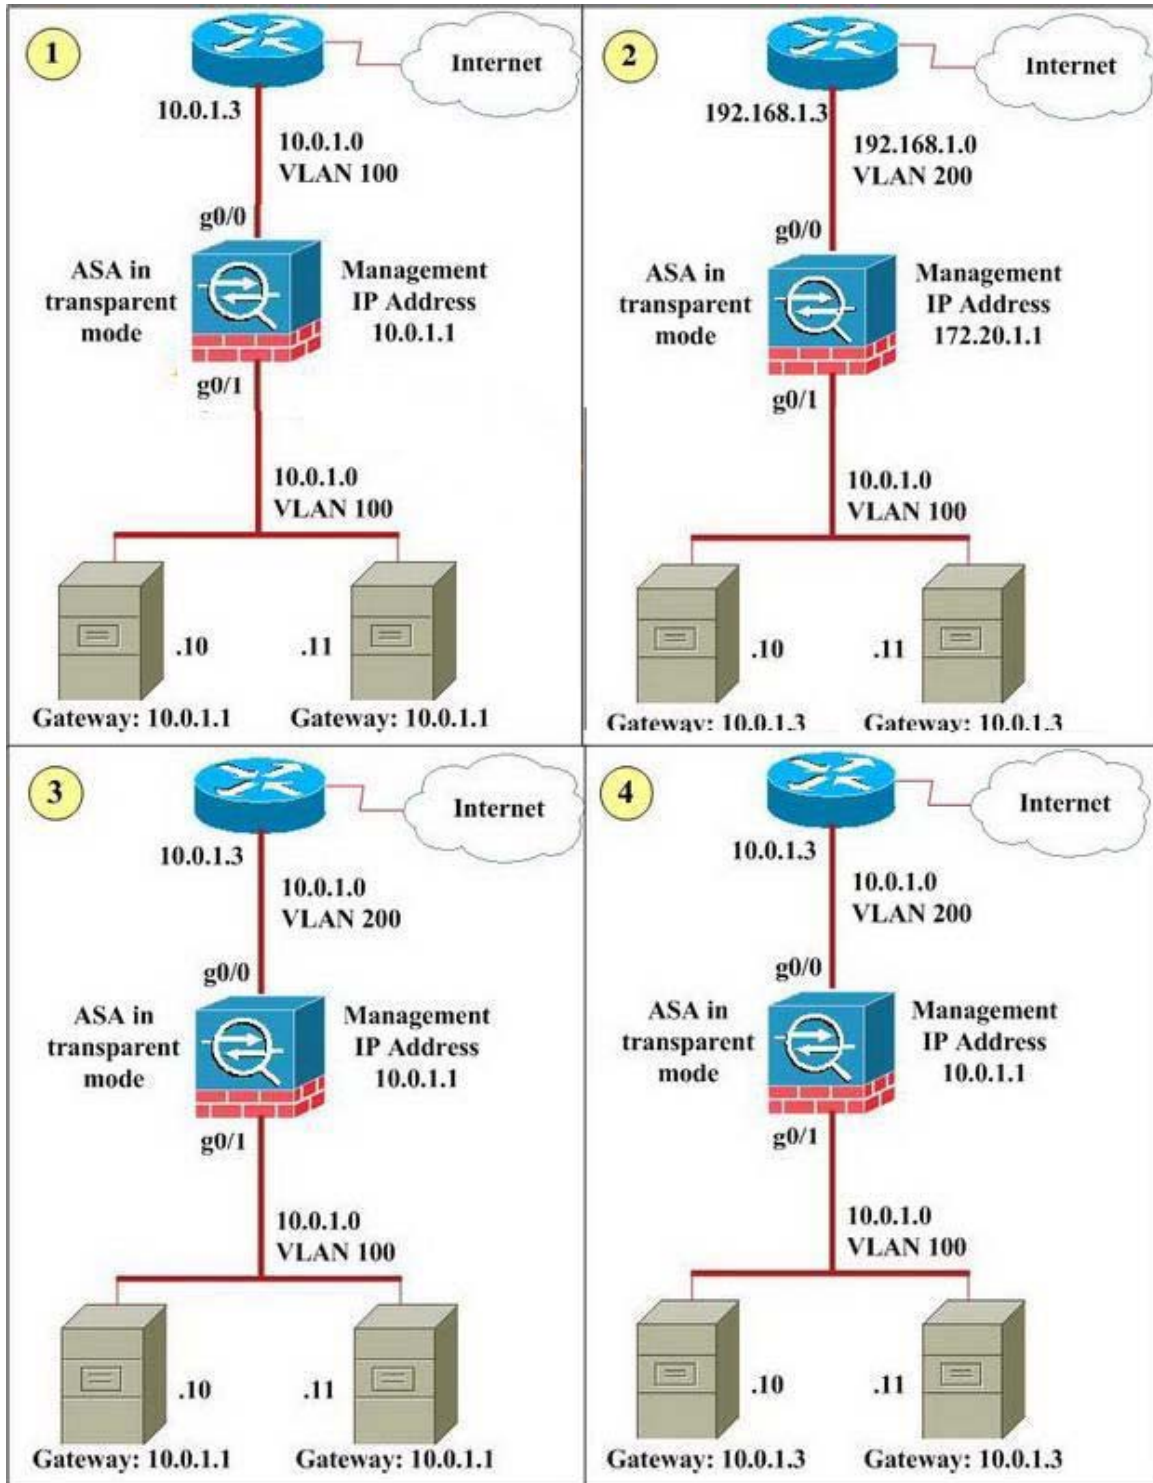 1
Internet
10.0.1.3
10.0.1.0
VLAN 100
g0/0
ASA in
transparent
mode
Management
IP Address
10.0.1.1
g0/1
10.0.1.0
VLAN 100
.10
.11
Gateway: 10.0.1.1
Gateway: 10.0.1.1
2
Internet
192.168.1.3
192.168.1.0
VLAN 200
g0/0
ASA in
transparent
mode
Management
IP Address
172.20.1.1
g0/1
10.0.1.0
VLAN 100
.10
.11
Gateway: 10.0.1.3
Gateway: 10.0.1.3
3
Internet
10.0.1.3
10.0.1.0
VLAN 200
g0/0
ASA in
transparent
mode
Management
IP Address
10.0.1.1
g0/1
10.0.1.0
VLAN 100
.10
.11
Gateway: 10.0.1.1
Gateway: 10.0.1.1
4
Internet
10.0.1.3
10.0.1.0
VLAN 200
g0/0
ASA in
transparent
mode
Management
IP Address
10.0.1.1
g0/1
10.0.1.0
VLAN 100
.10
.11
Gateway: 10.0.1.3
Gateway: 10.0.1.3